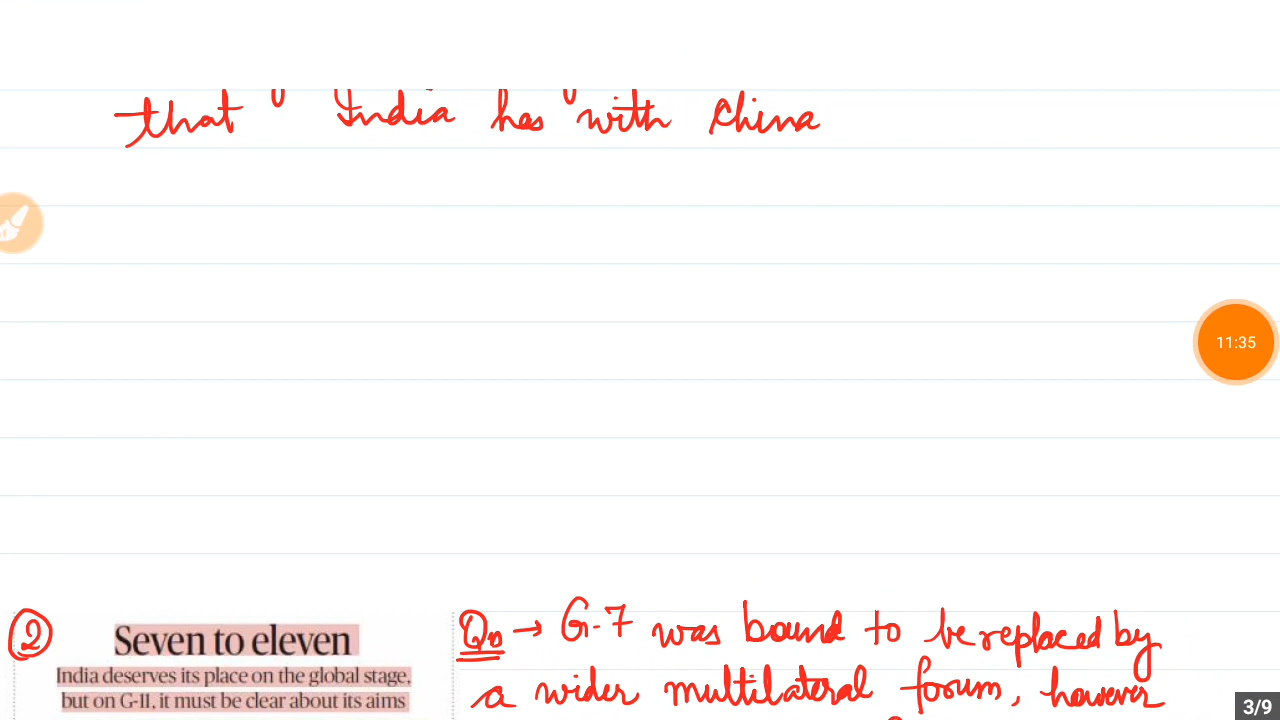 that India has with China
11:35
2
Seven to eleven
India deserves its place on the global stage,
but on G-II, it must be clear about its aims
Qn → G-7 was bound to be replaced by
a wider multilateral forum, however
3/9